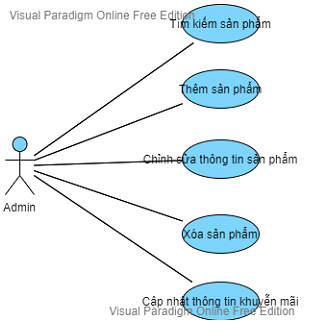 Visual Paradigm Online Free Edition
Tìm kiếm sản phẩm
Thêm sản phẩm
Chỉnh sửa thông tin sản phẩm
Admin
Xóa sản phẩm
Cập nhật thông tin khuyễn mãi
Visual Paradigm Online Free Edition